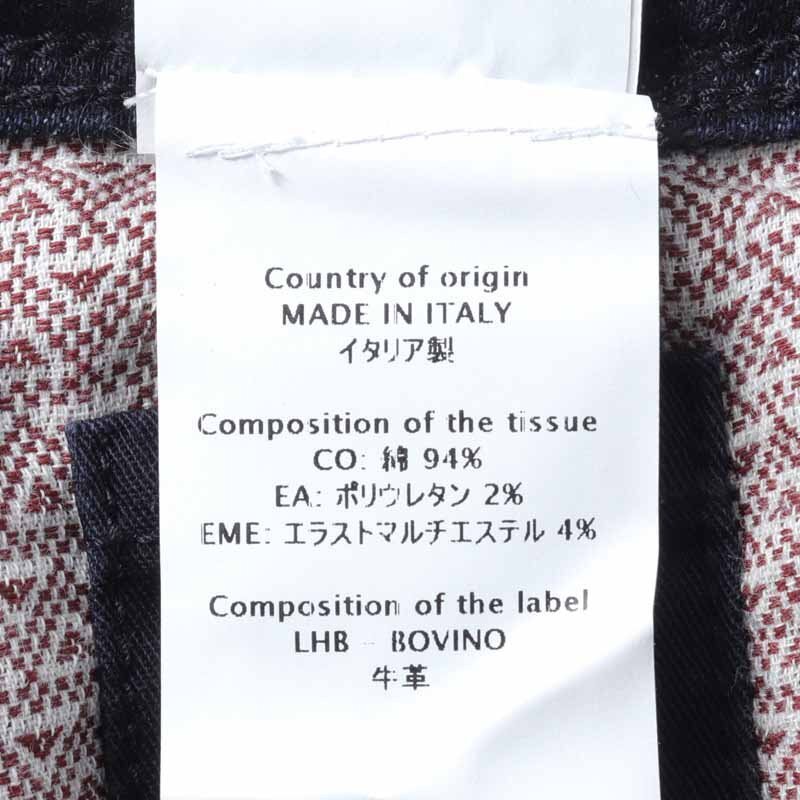 Country of origin
MADE IN ITALY
イタリア製
Composition of the tissue
CO: 綿 94%
EA: ポリウレタン 2%
EME: エラストマルチエステル 4%
Composition of the label
LHB - BOVINO
牛革